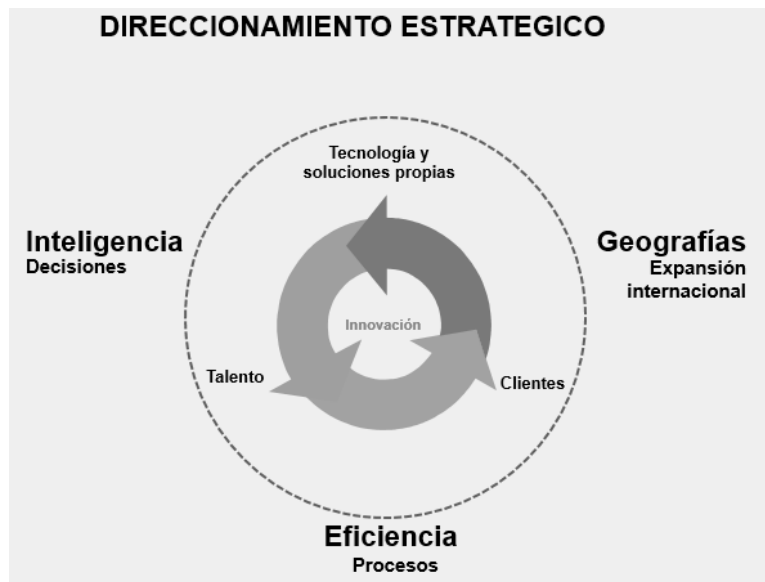 DIRECCIONAMIENTO ESTRATEGICO
Tecnología y
soluciones propias
Inteligencia
Decisiones
Geografías
Expansión
internacional
Innovación
Talento
Clientes
Eficiencia
Procesos